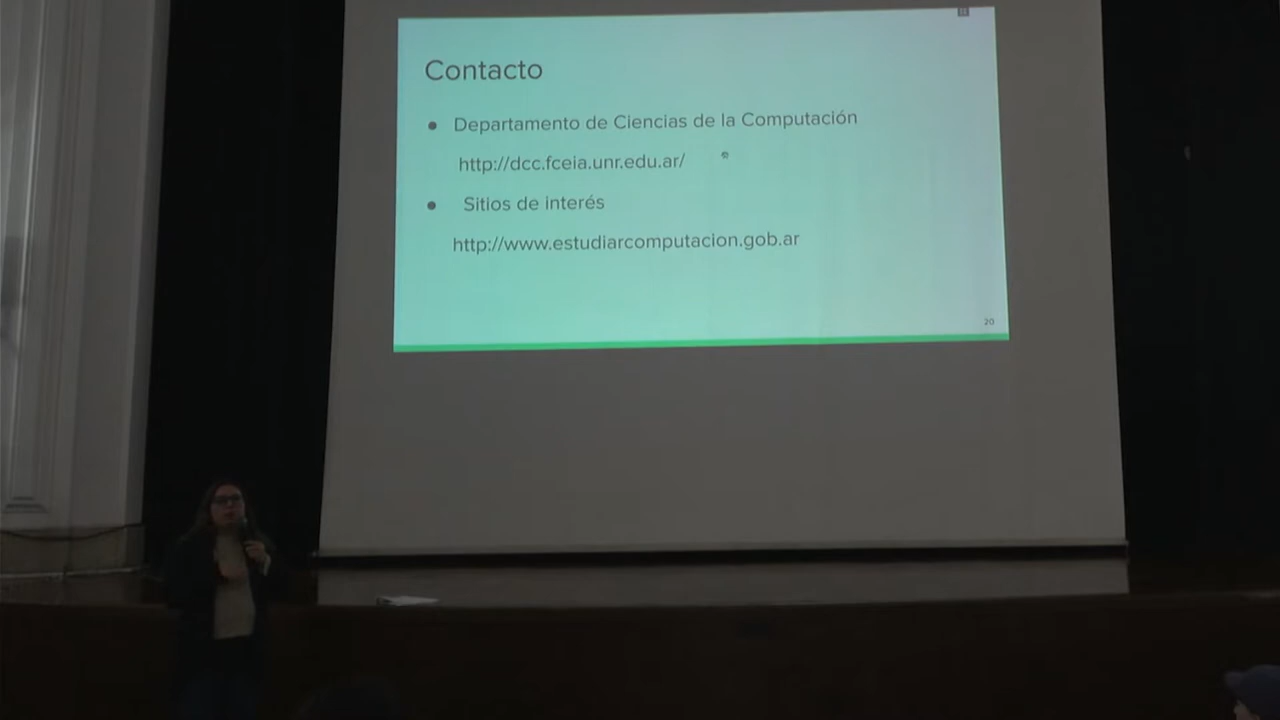 Contacto
● Departamento de Ciencias de la Computación
http://dcc.fceia.unr.edu.ar/
● Sitios de interés
http://www.estudiarcomputacion.gob.ar
20